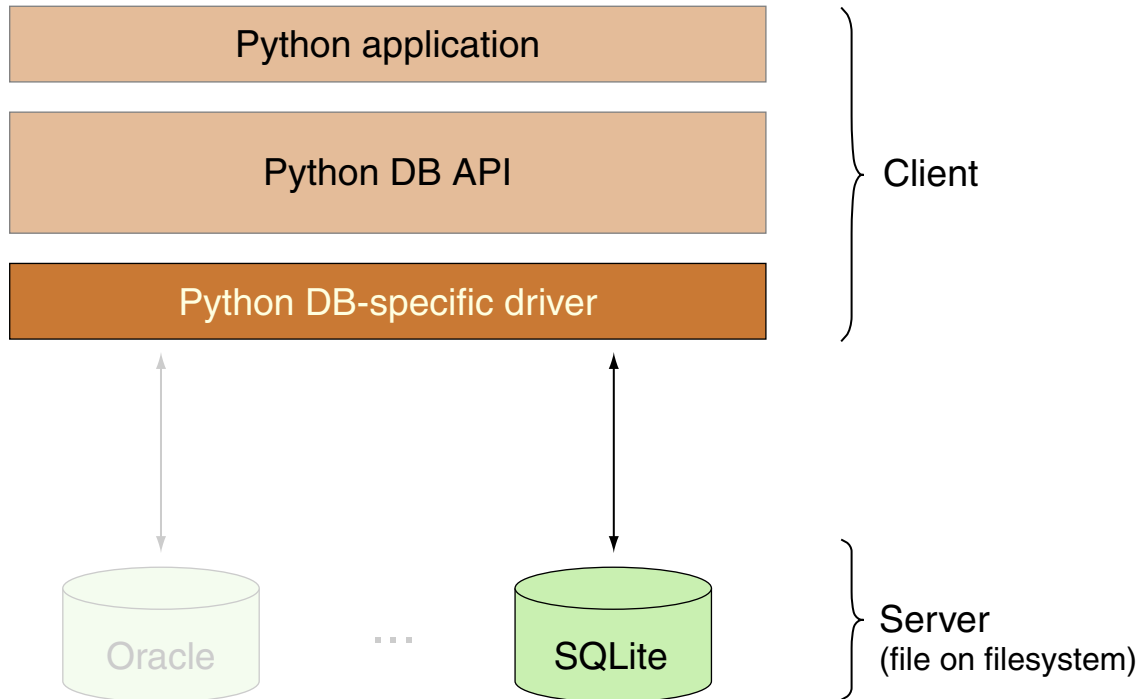 Python application
Python DB API
Client
Python DB-specific driver
Oracle
...
SQLite
Server
(file on filesystem)